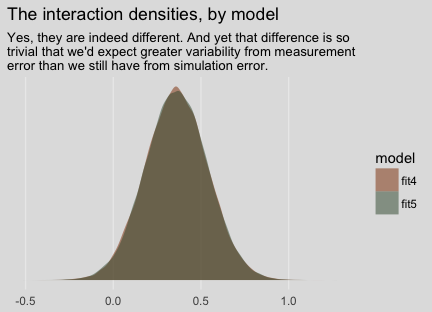 The interaction densities, by model
Yes, they are indeed different. And yet that difference is so
trivial that we'd expect greater variability from measurement
error than we still have from simulation error.
model
fit4
fit5
-0.5 0.0 0.5 1.0